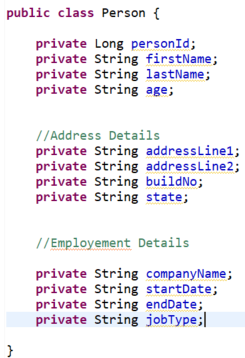 public class Person {
private Long personId;
private String firstName;
private String lastName;
private String age;
//Address Details
private String addressLine1;
private String addressLine2;
private String buildNo;
private String state;
//Employement Details
private String companyName;
private String startDate;
private String endDate;
private String jobType;
}